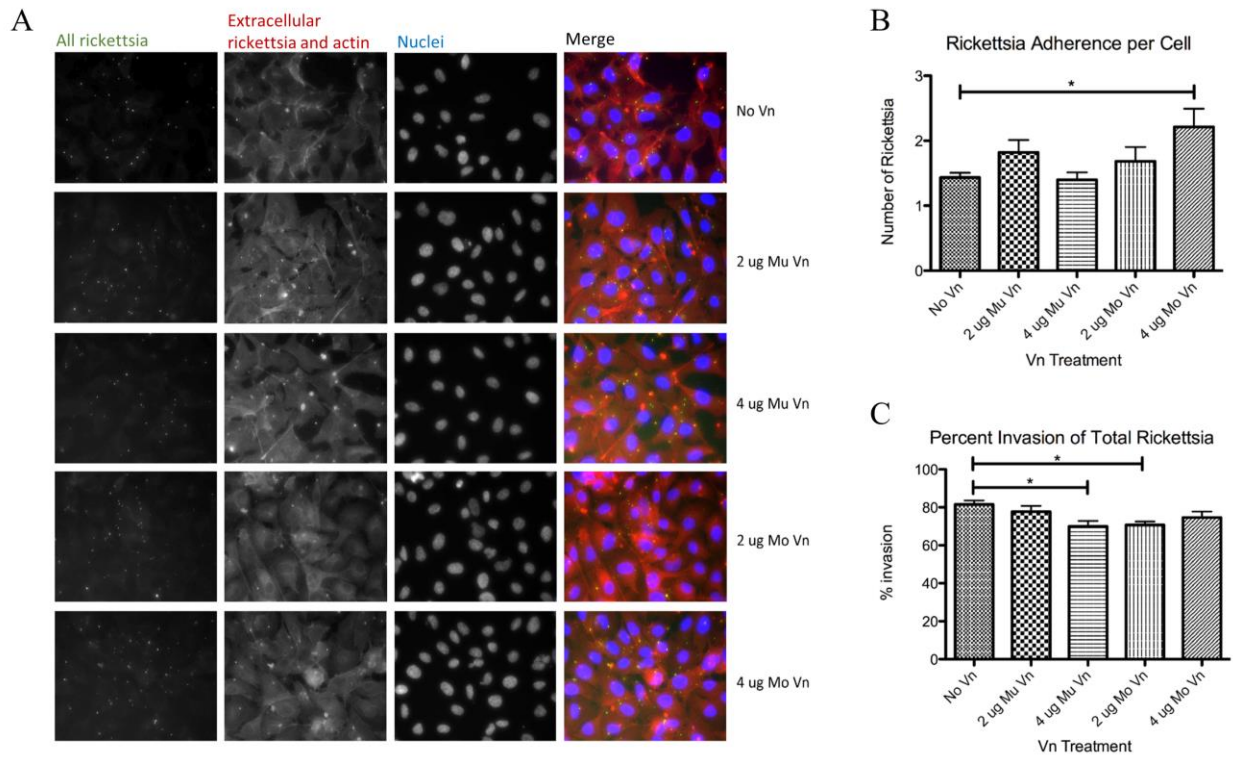 A
All rickettsia
Extracellular
rickettsia and actin
Nuclei
Merge
No Vn
2 ug Mu Vn
4 ug Mu Vn
2 ug Mo Vn
4 ug Mo Vn
B
Rickettsia Adherence per Cell
Number of Rickettsia
3
2
1
0
*
No Vn
2 ug Mu Vn
4 ug Mu Vn
2 ug Mo Vn
4 ug Mo Vn
Vn Treatment
C
Percent Invasion of Total Rickettsia
% invasion
100
80
60
40
20
0
*
*
No Vn
2 ug Mu Vn
4 ug Mu Vn
2 ug Mo Vn
4 ug Mo Vn
Vn Treatment